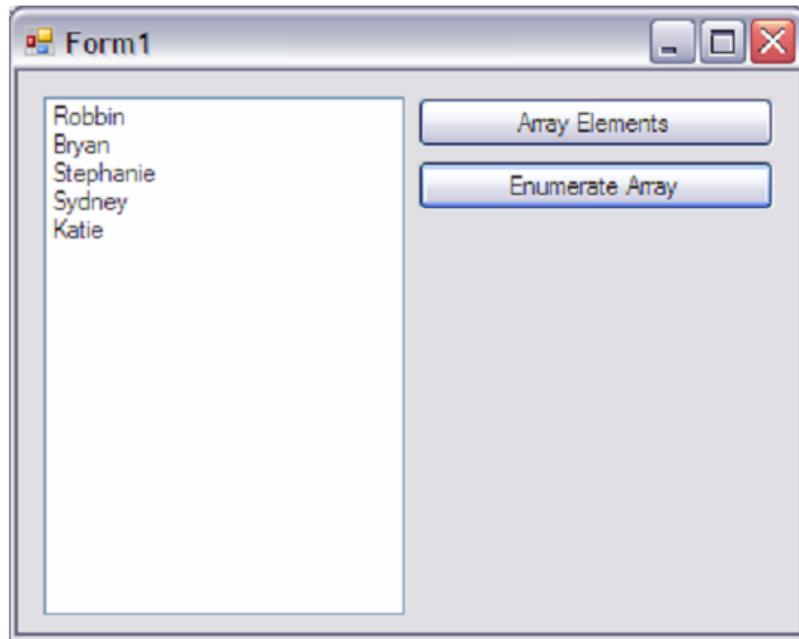 Form1
Robbin
Bryan
Stephanie
Sydney
Katie
Array Elements
Enumerate Array